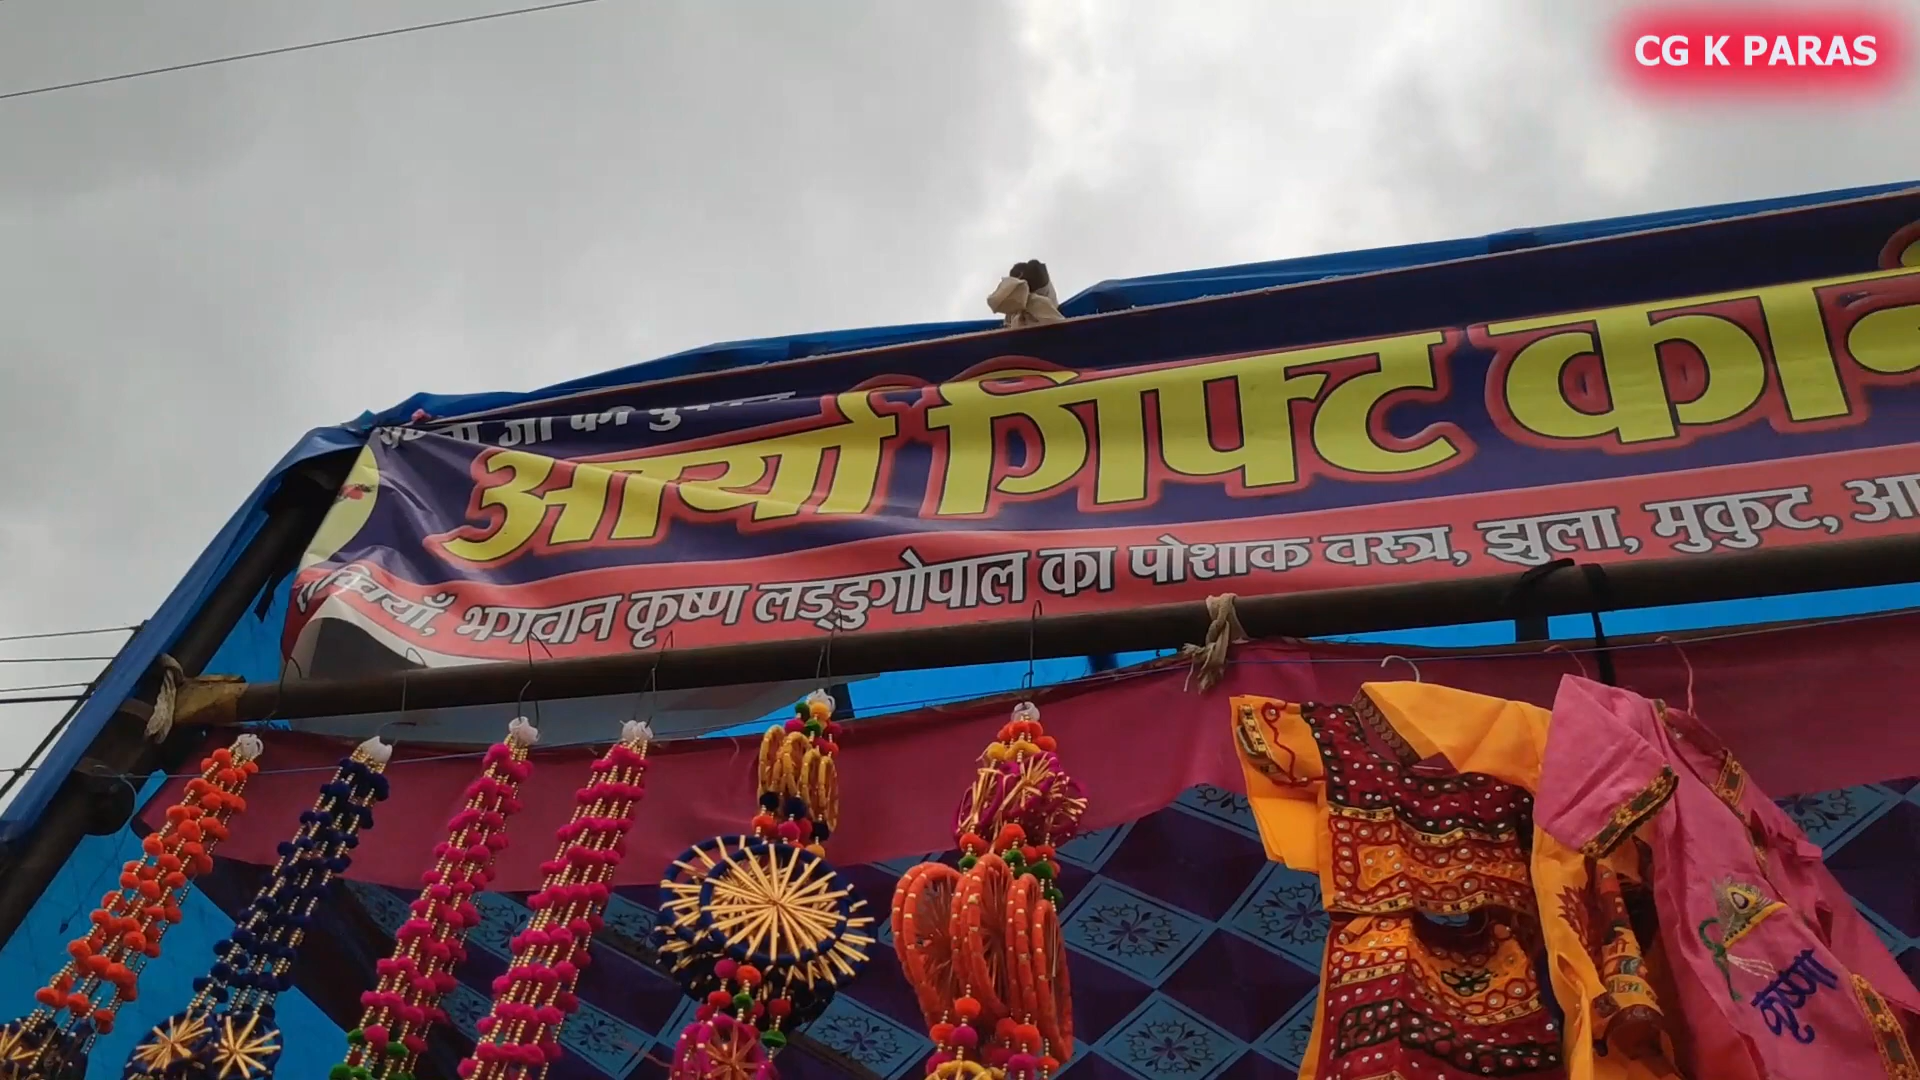 CG K PARAS
जी की
आर्या गिफ्ट
राखियाँ, भगवान कृष्ण लड्डुगोपाल का पोशाक वस्त्र, झुला, मुकुट,
कृष्णा